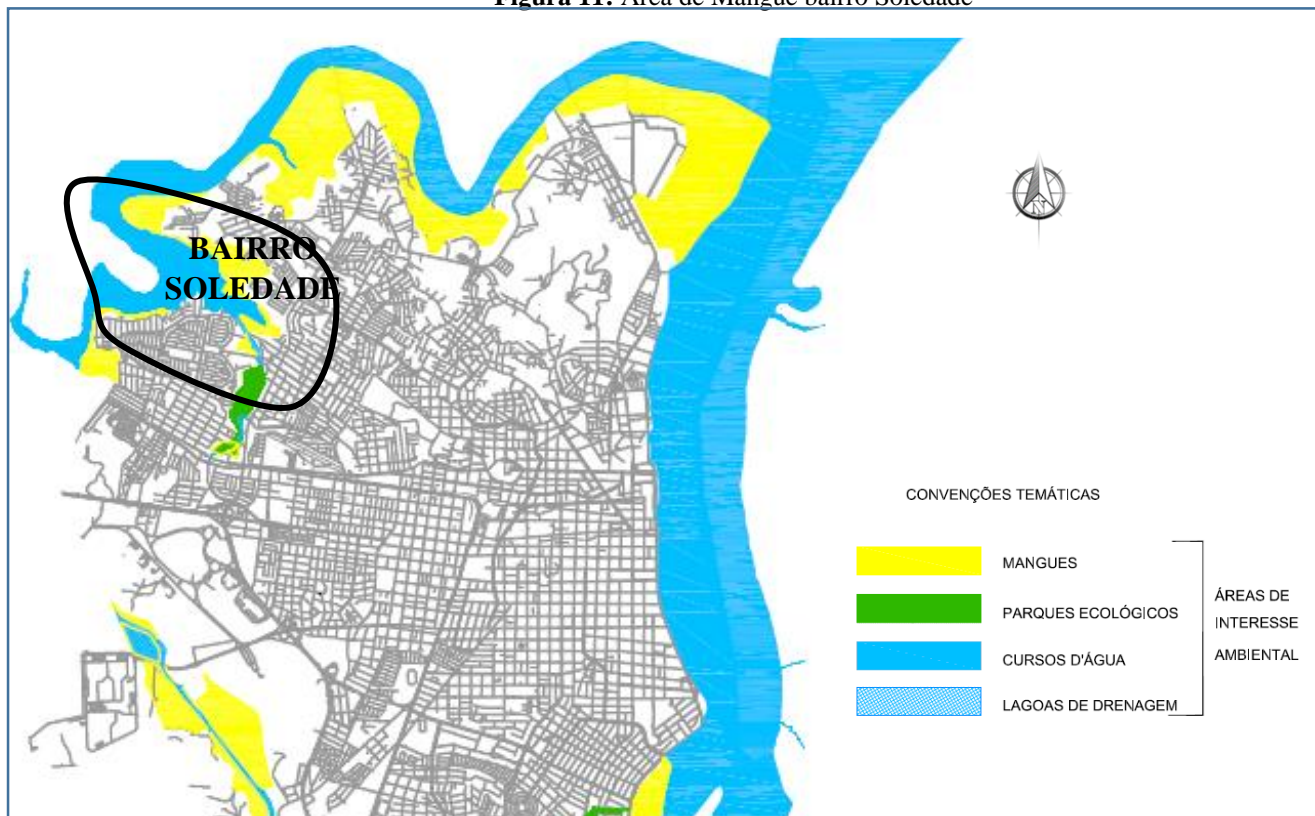 Figura 11: Área de Mangue bairro Soledade
BAIRRO
SOLEDADE
N
CONVENÇÕES TEMÁTICAS
MANGUES
PARQUES ECOLÓGICOS
CURSOS D'ÁGUA
LAGOAS DE DRENAGEM
ÁREAS DE
INTERESSE
AMBIENTAL